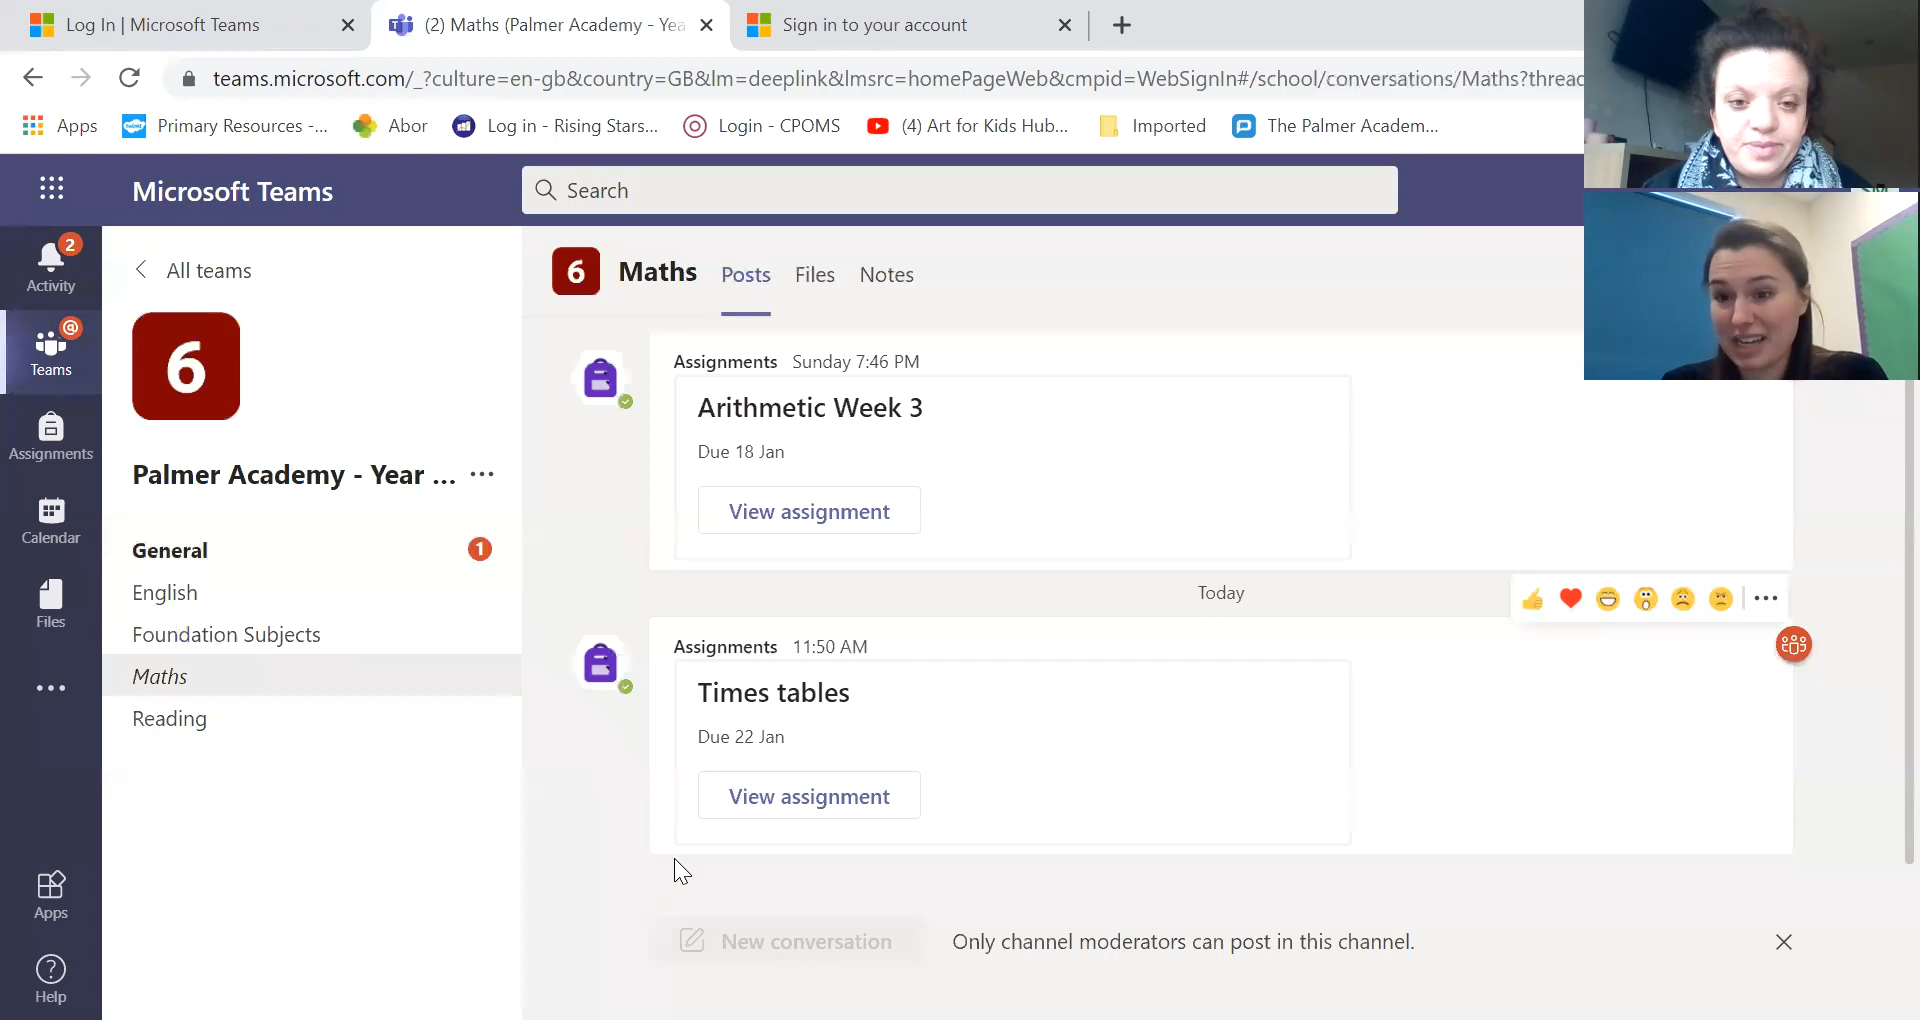 Log In | Microsoft Teams
(2) Maths (Palmer Academy - Yea
Sign in to your account
teams.microsoft.com/_?culture=en-gb&country=GB&lm=deeplink&lmsrc=homePageWeb&cmpid=WebSignIn#/school/conversations/Maths?threac
Apps
Primary Resources -...
Abor
Log in - Rising Stars...
Login - CPOMS
(4) Art for Kids Hub...
Imported
The Palmer Academ...
Microsoft Teams
Search
2
Activity
@
Teams
Assignments
Calendar
Files
Apps
Help
All teams
6
Palmer Academy - Year ...
General
1
English
Foundation Subjects
Maths
Reading
6
Maths
Posts
Files
Notes
Assignments Sunday 7:46 PM
Arithmetic Week 3
Due 18 Jan
View assignment
Today
Assignments 11:50 AM
Times tables
Due 22 Jan
View assignment
New conversation
Only channel moderators can post in this channel.